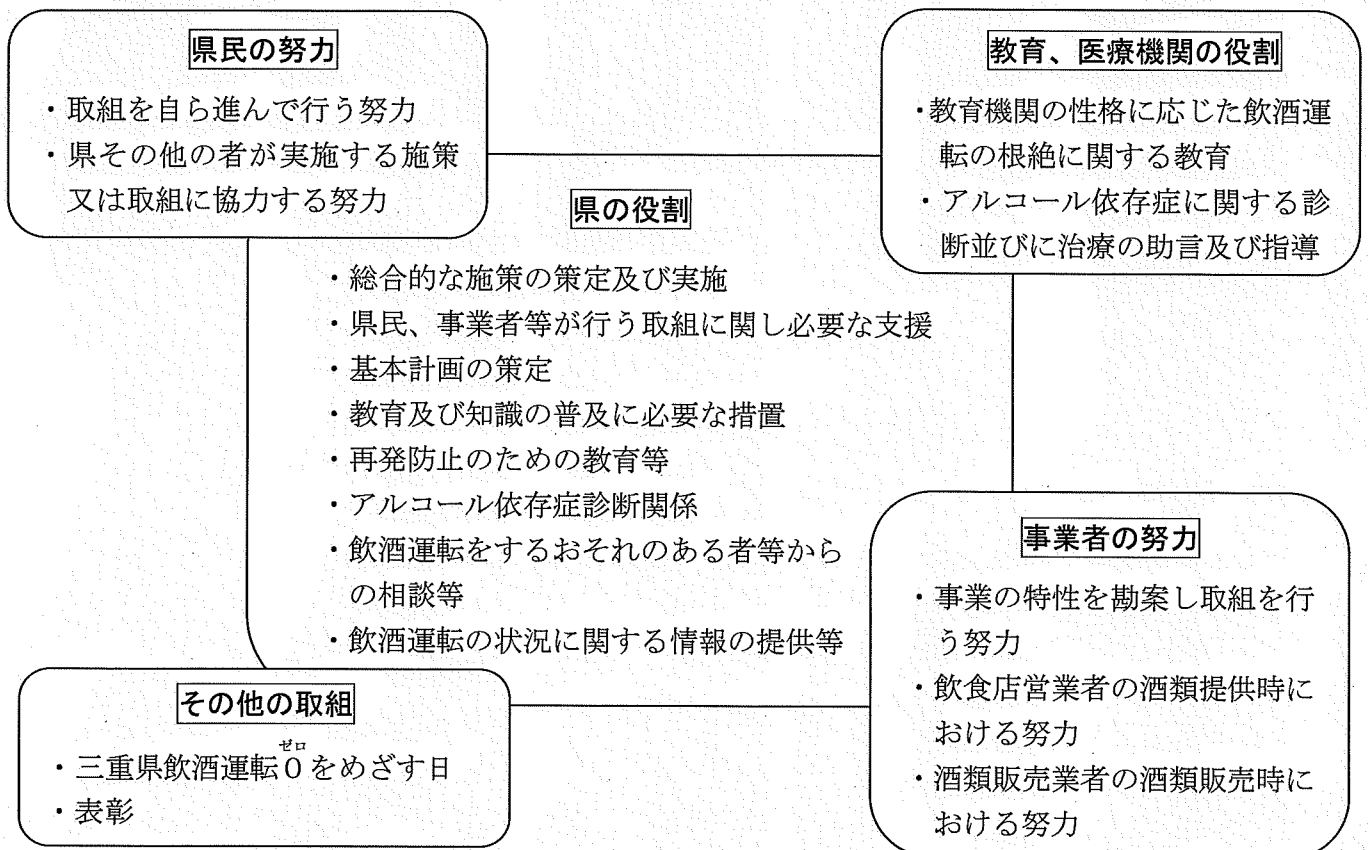 県民の努力
・取組を自ら進んで行う努力
・県その他の者が実施する施策
又は取組に協力する努力
教育、医療機関の役割
・教育機関の性格に応じた飲酒運
転の根絶に関する教育
・アルコール依存症に関する診
断並びに治療の助言及び指導
県の役割
・総合的な施策の策定及び実施
・県民、事業者等が行う取組に関し必要な支援
・基本計画の策定
・教育及び知識の普及に必要な措置
・再発防止のための教育等
・アルコール依存症診断関係
・飲酒運転をするおそれのある者等から
の相談等
・飲酒運転の状況に関する情報の提供等
事業者の努力
・事業の特性を勘案し取組を行
う努力
・飲食店営業者の酒類提供時に
おける努力
・酒類販売業者の酒類販売時に
おける努力
その他の取組
ゼロ
・三重県飲酒運転0をめざす日
・表彰